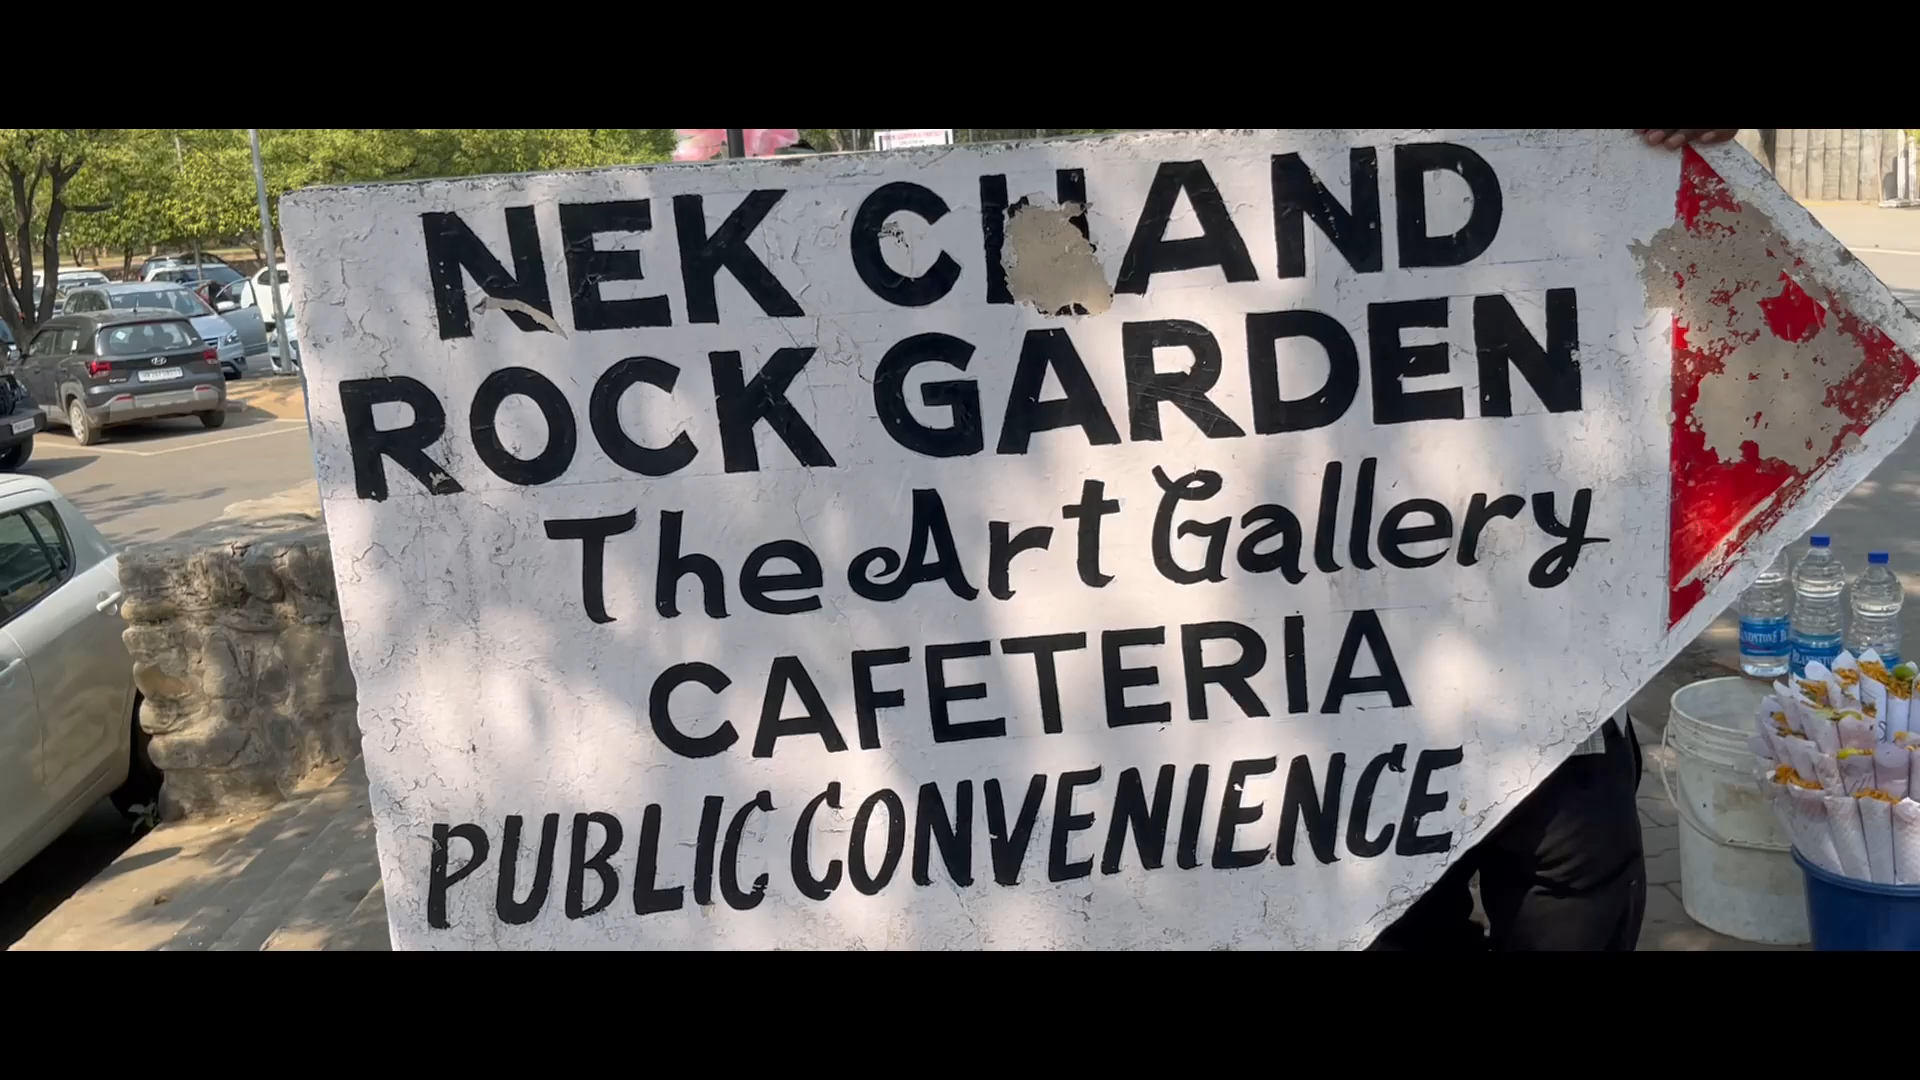 NEK CHAND
ROCK GARDEN
The Art Gallery
CAFETERIA
PUBLIC CONVENIENCE